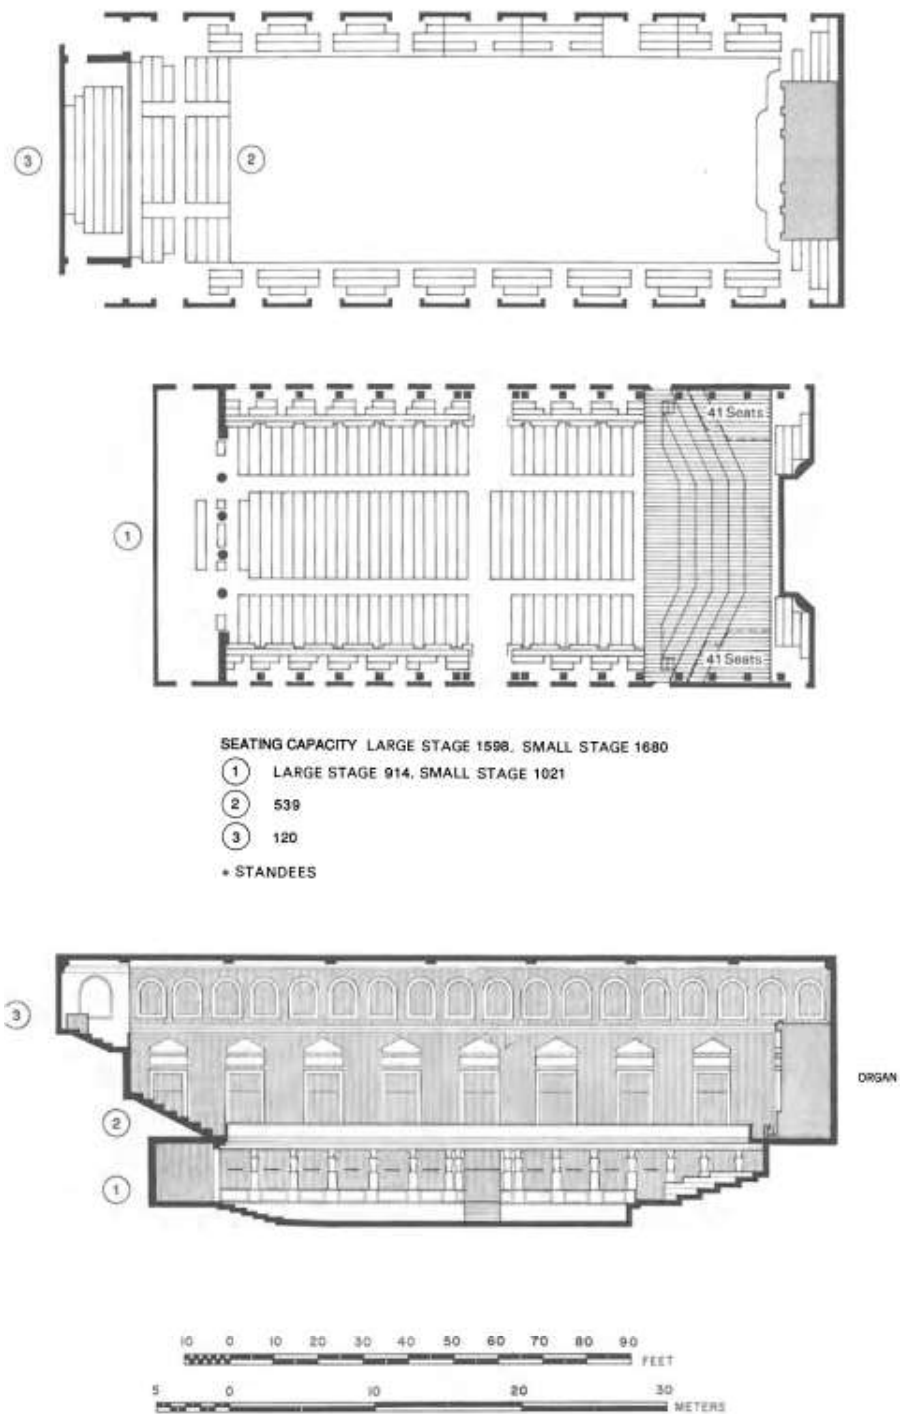 3
2
41 Seats
1
41 Seats
SEATING CAPACITY LARGE STAGE 1598, SMALL STAGE 1680
1 LARGE STAGE 914, SMALL STAGE 1021
2 539
3 120
* STANDEES
3
ORGAN
2
1
10 0 10 20 30 40 50 60 70 80 90
FEET
5 0 10 20 30
METERS